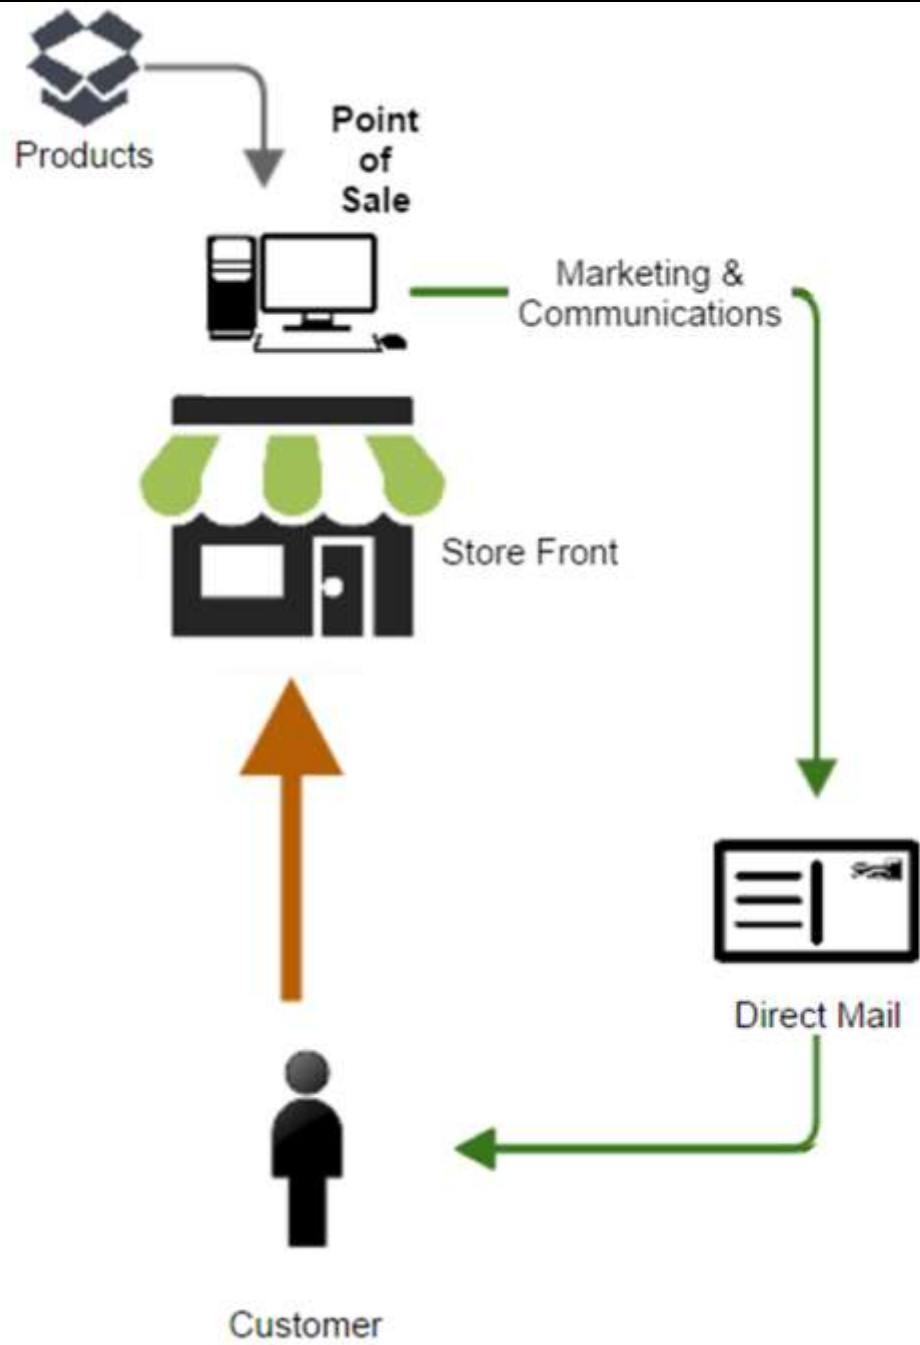 Products
Point
of
Sale
Marketing &
Communications
Store Front
Direct Mail
Customer